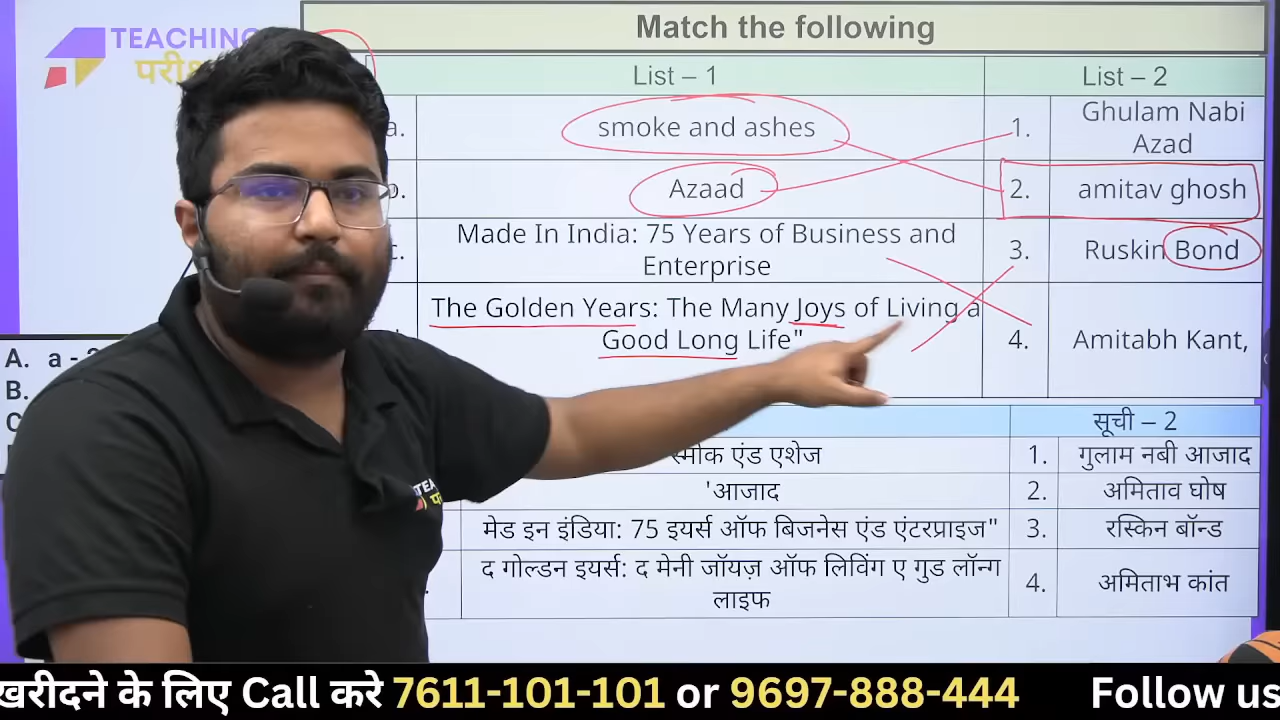 TEACHING
Match the following
List – 1
List – 2
a.
smoke and ashes
1.
Ghulam Nabi
Azad
Azaad
2.
amitav ghosh
c.
Made In India: 75 Years of Business and
Enterprise
3.
Ruskin Bond
The Golden Years: The Many Joys of Living a
Good Long Life"
4.
Amitabh Kant,
A. a -
B.
C
सूची – 2
स्मोक एंड एशेज
1.
गुलाम नबी आजाद
'आजाद
2.
अमिताव घोष
मेड इन इंडिया: 75 इयर्स ऑफ बिजनेस एंड एंटरप्राइज"
3.
रस्किन बॉन्ड
द गोल्डन इयर्स: द मेनी जॉयज़ ऑफ लिविंग ए गुड लॉन्ग
लाइफ
4.
अमिताभ कांत
खरीदने के लिए Call करे 7611-101-101 or 9697-888-444 Follow us